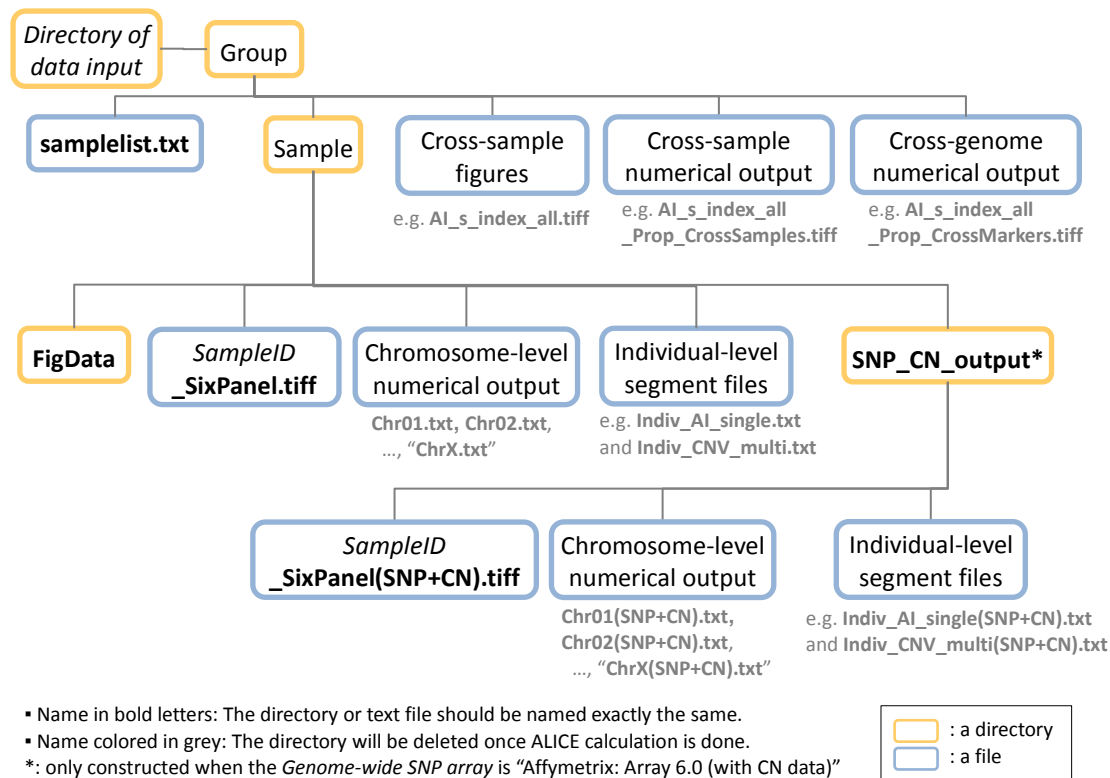 Directory of
data input
Group
samplelist.txt
Sample
Cross-sample
figures
Cross-sample
numerical output
Cross-genome
numerical output
e.g. AI_s_index_all.tiff
e.g. AI_s_index_all
_Prop_CrossSamples.tiff
e.g. AI_s_index_all
_Prop_CrossMarkers.tiff
FigData
SampleID
_SixPanel.tiff
Chromosome-level
numerical output
Individual-level
segment files
SNP_CN_output*
Chr01.txt, Chr02.txt,
…, “ChrX.txt”
e.g. Indiv_AI_single.txt
and Indiv_CNV_multi.txt
SampleID
_SixPanel(SNP+CN).tiff
Chromosome-level
numerical output
Individual-level
segment files
Chr01(SNP+CN).txt,
Chr02(SNP+CN).txt,
…, “ChrX(SNP+CN).txt”
e.g. Indiv_AI_single(SNP+CN).txt
and Indiv_CNV_multi(SNP+CN).txt
▪ Name in bold letters: The directory or text file should be named exactly the same.
▪ Name colored in grey: The directory will be deleted once ALICE calculation is done.
*: only constructed when the Genome-wide SNP array is “Affymetrix: Array 6.0 (with CN data)”
: a directory
: a file